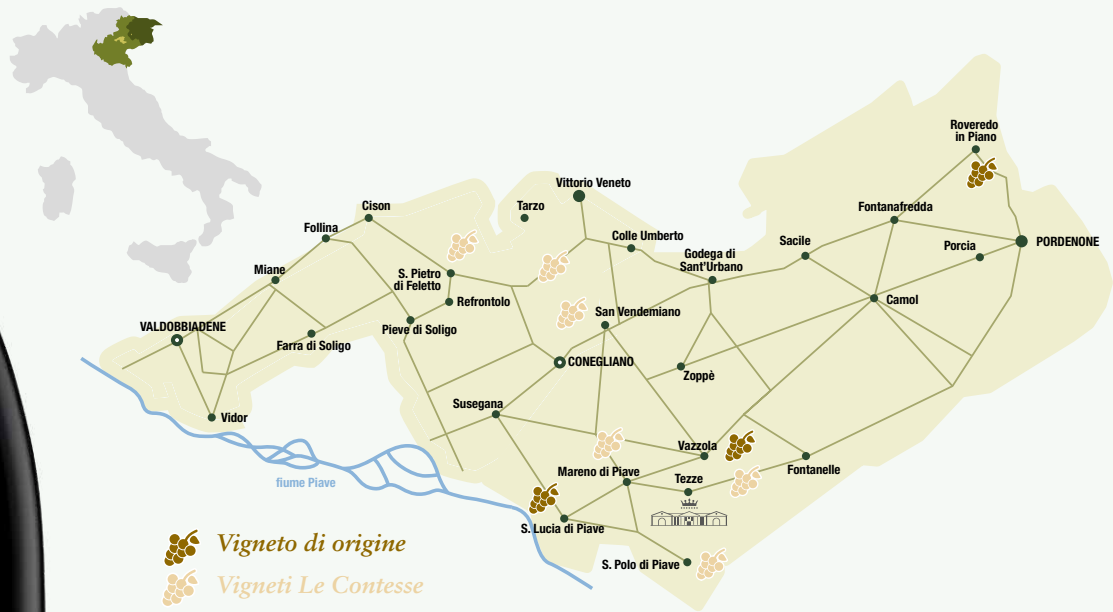 Roveredo
in Piano
Vittorio Veneto
Cison
Tarzo
Fontanafredda
Follina
Colle Umberto
Sacile
PORDENONE
Porcia
Godega di
Sant'Urbano
Miane
S. Pietro
di Feletto
Refrontolo
Camol
San Vendemiano
VALDOBBIADENE
Pieve di Soligo
Farra di Soligo
CONEGLIANO
Zoppè
Susegana
Vidor
Vazzola
Fontanelle
Mareno di Piave
Tezze
fiume Piave
S. Lucia di Piave
S. Polo di Piave
Vigneto di origine
Vigneti Le Contesse